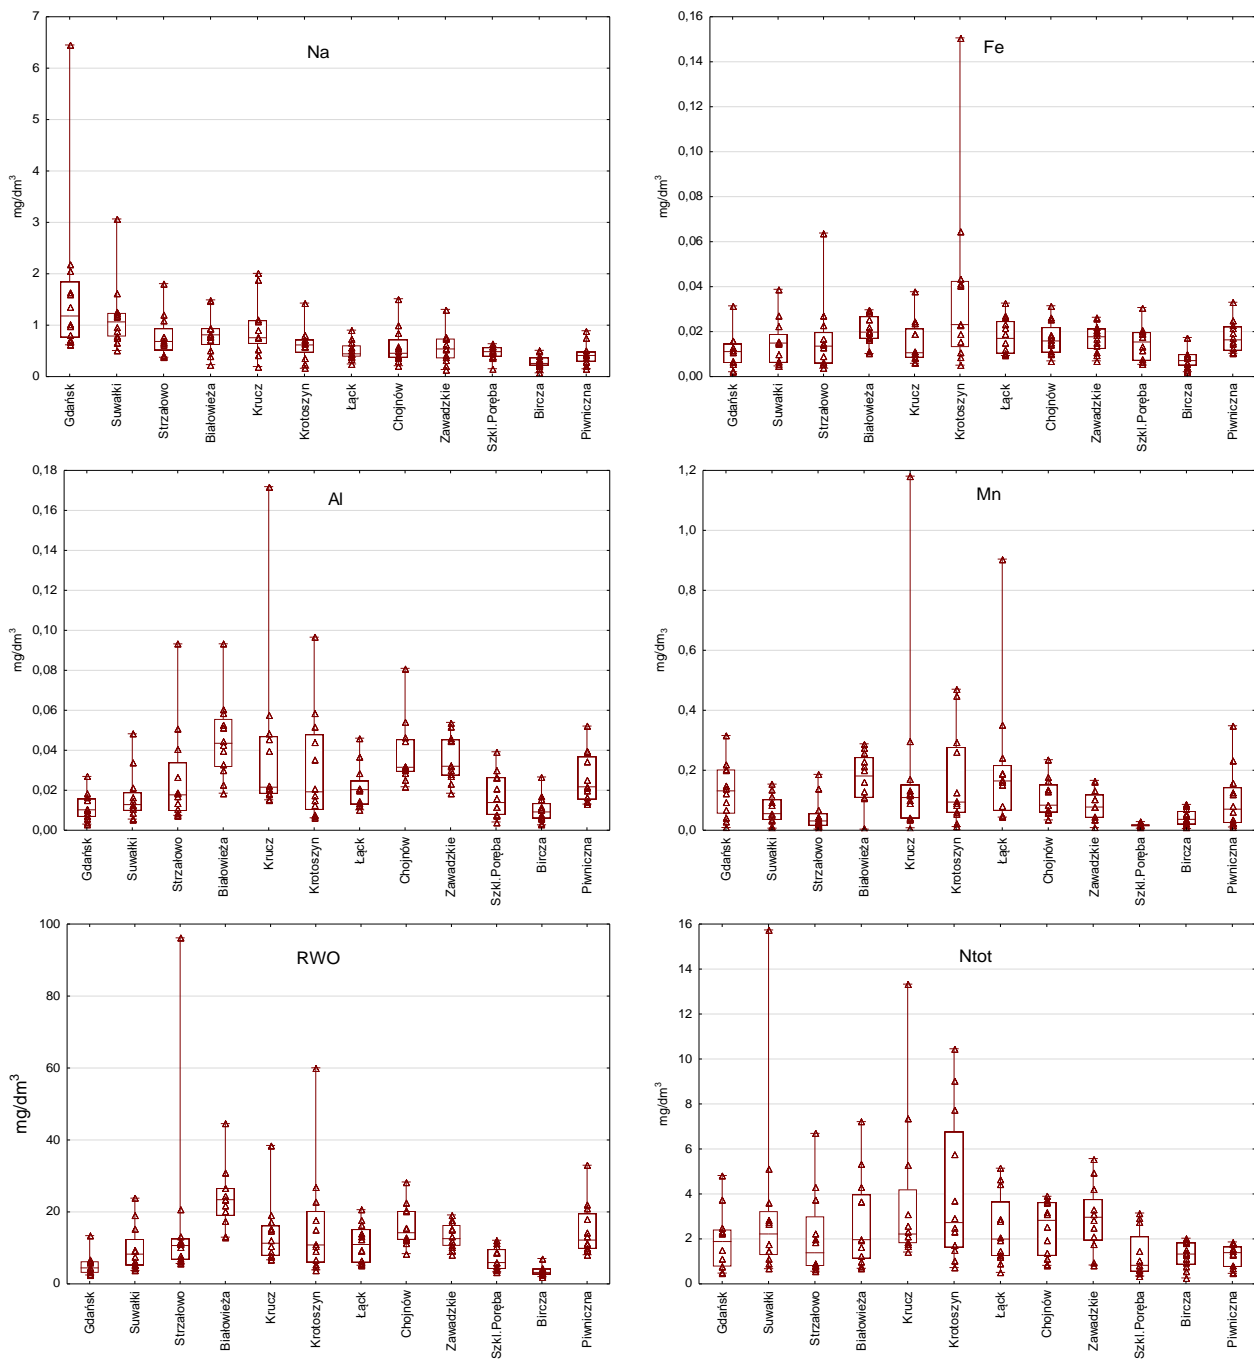 Na
7
6
5
4
3
2
1
0
mg/dm³
Gdańsk
Suwałki
Strzałowo
Białowieża
Krucz
Krotoszyn
Łąck
Chojnów
Zawadzkie
Szkl.Poręba
Bircza
Piwniczna
Fe
0,16
0,14
0,12
0,10
0,08
0,06
0,04
0,02
0,00
mg/dm³
Gdańsk
Suwałki
Strzałowo
Białowieża
Krucz
Krotoszyn
Łąck
Chojnów
Zawadzkie
Szkl.Poręba
Bircza
Piwniczna
Al
0,18
0,16
0,14
0,12
0,10
0,08
0,06
0,04
0,02
0,00
mg/dm³
Gdańsk
Suwałki
Strzałowo
Białowieża
Krucz
Krotoszyn
Łąck
Chojnów
Zawadzkie
Szkl.Poręba
Bircza
Piwniczna
Mn
1,2
1,0
0,8
0,6
0,4
0,2
0,0
mg/dm₃
Gdańsk
Suwałki
Strzałowo
Białowieża
Krucz
Krotoszyn
Łąck
Chojnów
Zawadzkie
Szkl.Poręba
Bircza
Piwniczna
RWO
100
80
60
40
20
0
mg/dm³
Gdańsk
Suwałki
Strzałowo
Białowieża
Krucz
Krotoszyn
Łąck
Chojnów
Zawadzkie
Szkl.Poręba
Bircza
Piwniczna
Ntot
16
14
12
10
8
6
4
2
0
mg/dm³
Gdańsk
Suwałki
Strzałowo
Białowieża
Krucz
Krotoszyn
Łąck
Chojnów
Zawadzkie
Szkl.Poręba
Bircza
Piwniczna